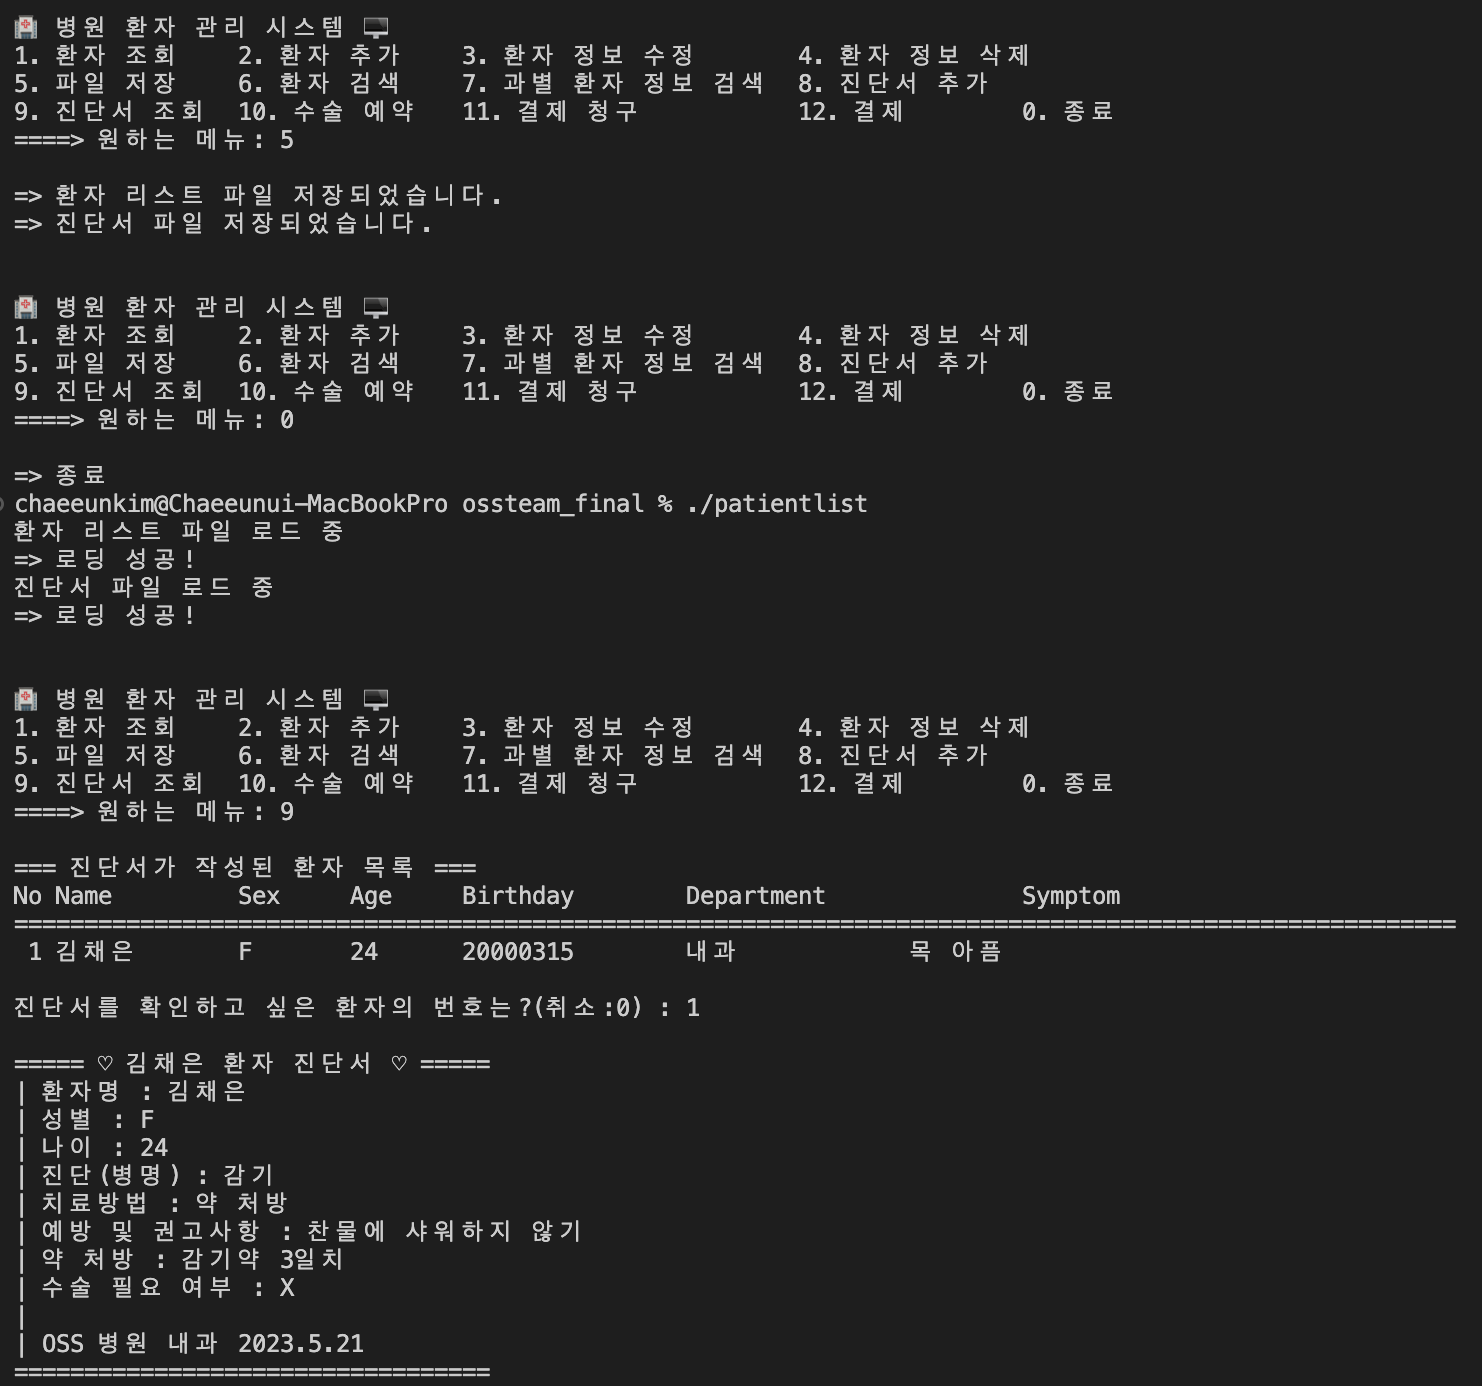 🏥 병원 환자 관리 시스템 🖥️
1. 환자 조회 2. 환자 추가 3. 환자 정보 수정 4. 환자 정보 삭제
5. 파일 저장 6. 환자 검색 7. 과별 환자 정보 검색 8. 진단서 추가
9. 진단서 조회 10. 수술 예약 11. 결제 청구 12. 결제 0. 종료
====> 원하는 메뉴: 5
=> 환자 리스트 파일 저장되었습니다.
=> 진단서 파일 저장되었습니다.
🏥 병원 환자 관리 시스템 🖥️
1. 환자 조회 2. 환자 추가 3. 환자 정보 수정 4. 환자 정보 삭제
5. 파일 저장 6. 환자 검색 7. 과별 환자 정보 검색 8. 진단서 추가
9. 진단서 조회 10. 수술 예약 11. 결제 청구 12. 결제 0. 종료
====> 원하는 메뉴: 0
=> 종료
chaeeunkim@Chaeeunui-MacBookPro ossteam_final % ./patientlist
환자 리스트 파일 로드 중
=> 로딩 성공!
진단서 파일 로드 중
=> 로딩 성공!
🏥 병원 환자 관리 시스템 🖥️
1. 환자 조회 2. 환자 추가 3. 환자 정보 수정 4. 환자 정보 삭제
5. 파일 저장 6. 환자 검색 7. 과별 환자 정보 검색 8. 진단서 추가
9. 진단서 조회 10. 수술 예약 11. 결제 청구 12. 결제 0. 종료
====> 원하는 메뉴: 9
=== 진단서가 작성된 환자 목록 ===
No Name Sex Age Birthday Department Symptom
=======================================================================================================
1 김채은 F 24 20000315 내과 목 아픔
진단서를 확인하고 싶은 환자의 번호는?(취소:0) : 1
===== ♡ 김채은 환자 진단서 ♡ =====
| 환자명 : 김채은
| 성별 : F
| 나이 : 24
| 진단(병명) : 감기
| 치료방법 : 약 처방
| 예방 및 권고사항 : 찬물에 샤워하지 않기
| 약 처방 : 감기약 3일치
| 수술 필요 여부 : X
|
| OSS 병원 내과 2023.5.21
==================================